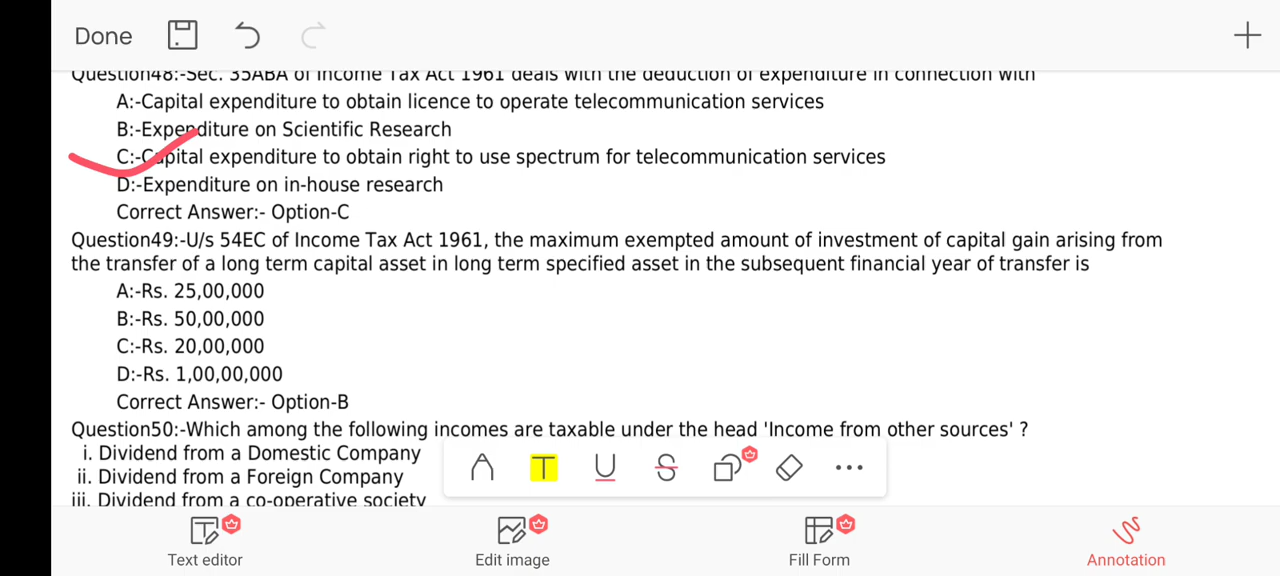 Done
Question48:-Sec. 35ABA of Income Tax Act 1961 deals with the deduction of expenditure in connection with
A:-Capital expenditure to obtain licence to operate telecommunication services
B:-Expenditure on Scientific Research
C:-Capital expenditure to obtain right to use spectrum for telecommunication services
D:-Expenditure on in-house research
Correct Answer:- Option-C
Question49:-U/s 54EC of Income Tax Act 1961, the maximum exempted amount of investment of capital gain arising from
the transfer of a long term capital asset in long term specified asset in the subsequent financial year of transfer is
A:-Rs. 25,00,000
B:-Rs. 50,00,000
C:-Rs. 20,00,000
D:-Rs. 1,00,00,000
Correct Answer:- Option-B
Question50:-Which among the following incomes are taxable under the head 'Income from other sources' ?
i. Dividend from a Domestic Company
ii. Dividend from a Foreign Company
iii. Dividend from a co-operative society
T U S
Text editor
Edit image
Fill Form
Annotation